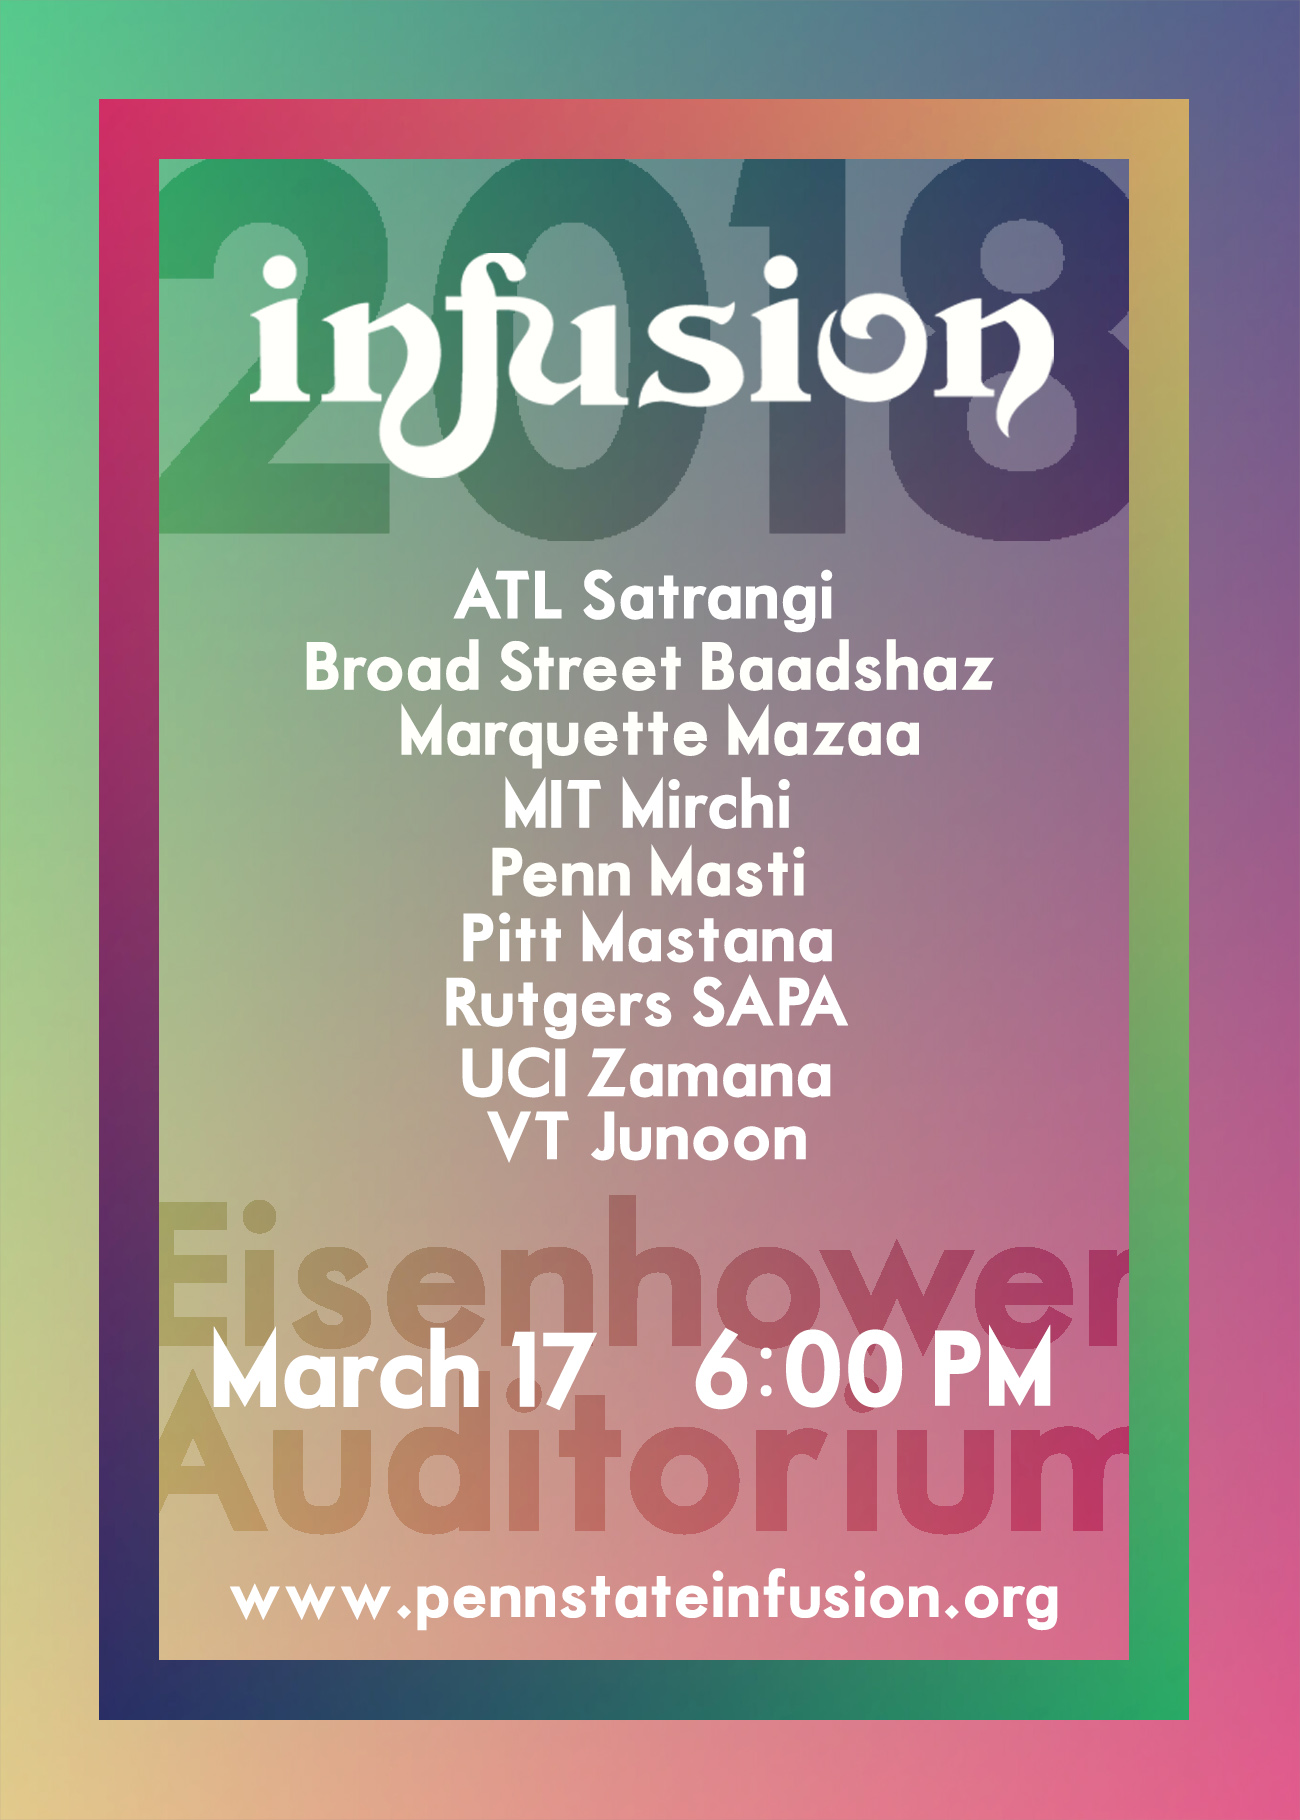 2018
infusion
ATL Satrangi
Broad Street Baadshaz
Marquette Mazaa
MIT Mirchi
Penn Masti
Pitt Mastana
Rutgers SAPA
UCI Zamana
VT Junoon
Eisenhower
March 17 6:00 PM
Auditorium
www.pennstateinfusion.org